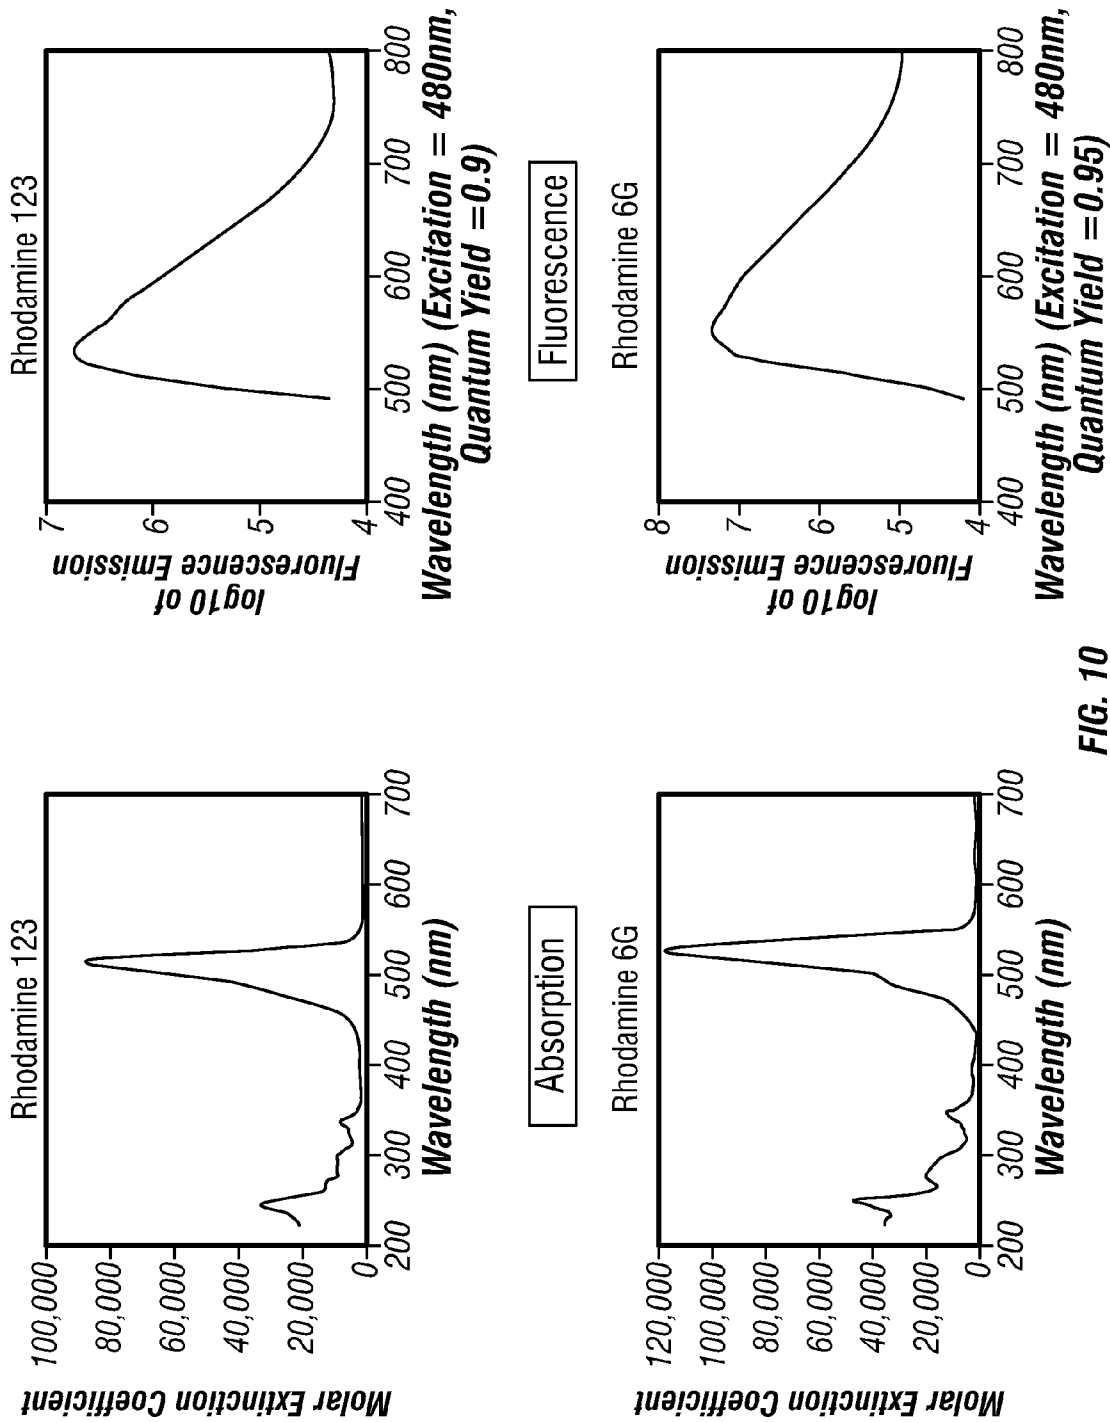 Rhodamine 123
Molar Extinction Coefficient
100,000
80,000
60,000
40,000
20,000
0
200 300 400 500 600 700
Wavelength (nm)
Rhodamine 123
log10 of
Fluorescence Emission
7
6
5
4
400 500 600 700 800
Wavelength (nm) (Excitation = 480nm,
Quantum Yield =0.9)
Absorption
Fluorescence
Rhodamine 6G
Molar Extinction Coefficient
120,000
100,000
80,000
60,000
40,000
20,000
0
200 300 400 500 600 700
Wavelength (nm)
Rhodamine 6G
log10 of
Fluorescence Emission
8
7
6
5
4
400 500 600 700 800
Wavelength (nm) (Excitation = 480nm,
Quantum Yield =0.95)
FIG. 10